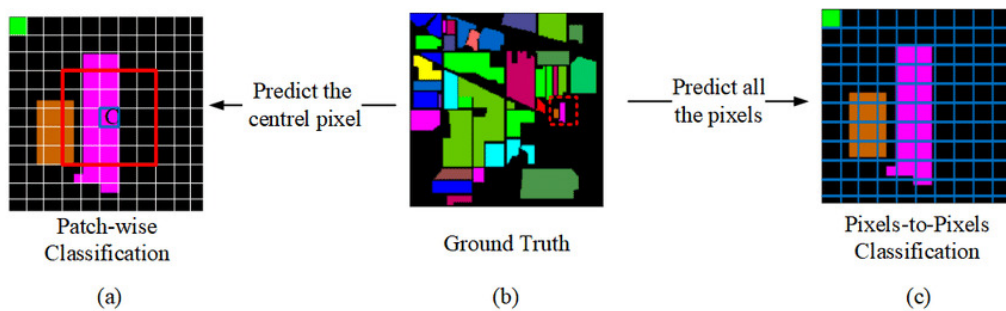 Predict the
centrel pixel
Predict all
the pixels
C
Patch-wise
Classification
Ground Truth
Pixels-to-Pixels
Classification
(a)
(b)
(c)